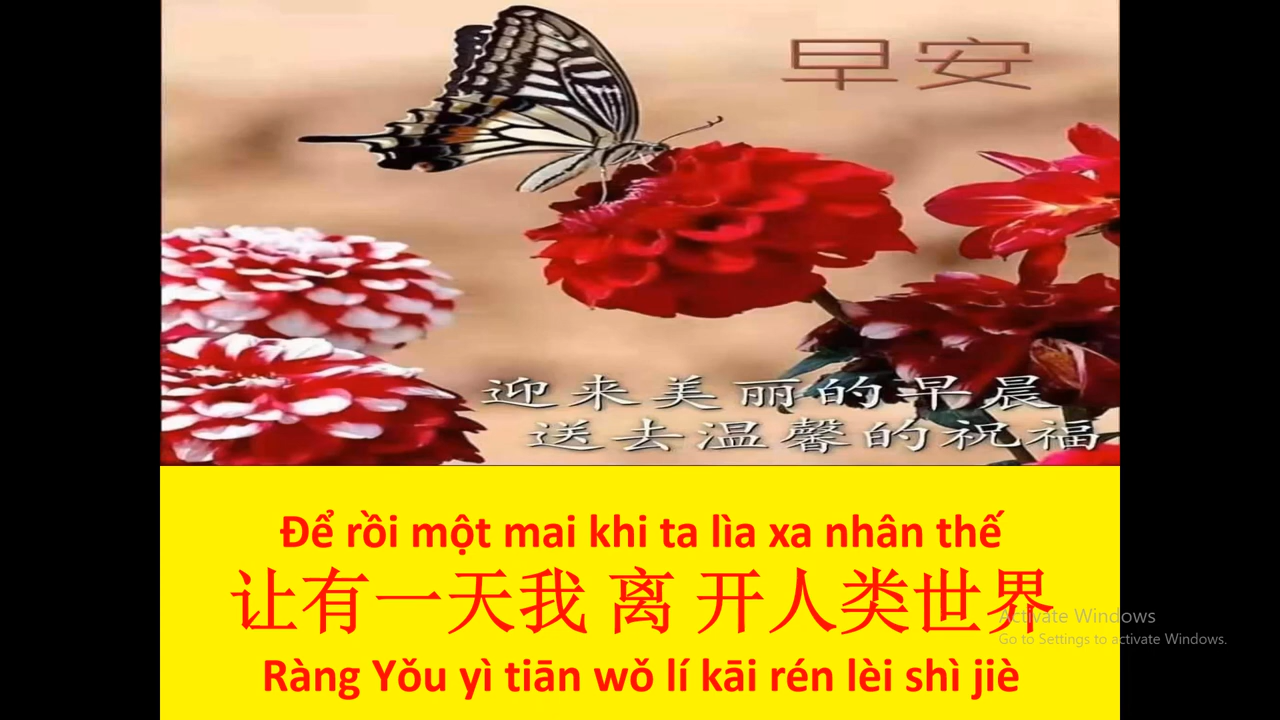 早安
迎来美丽的早晨
送去温馨的祝福
Để rồi một mai khi ta lìa xa nhân thế
让有一天我 离 开人类世界
Ràng Yǒu yì tiān wǒ lí kāi rén lèi shì jiè
Activate Windows
Go to Settings to activate Windows.